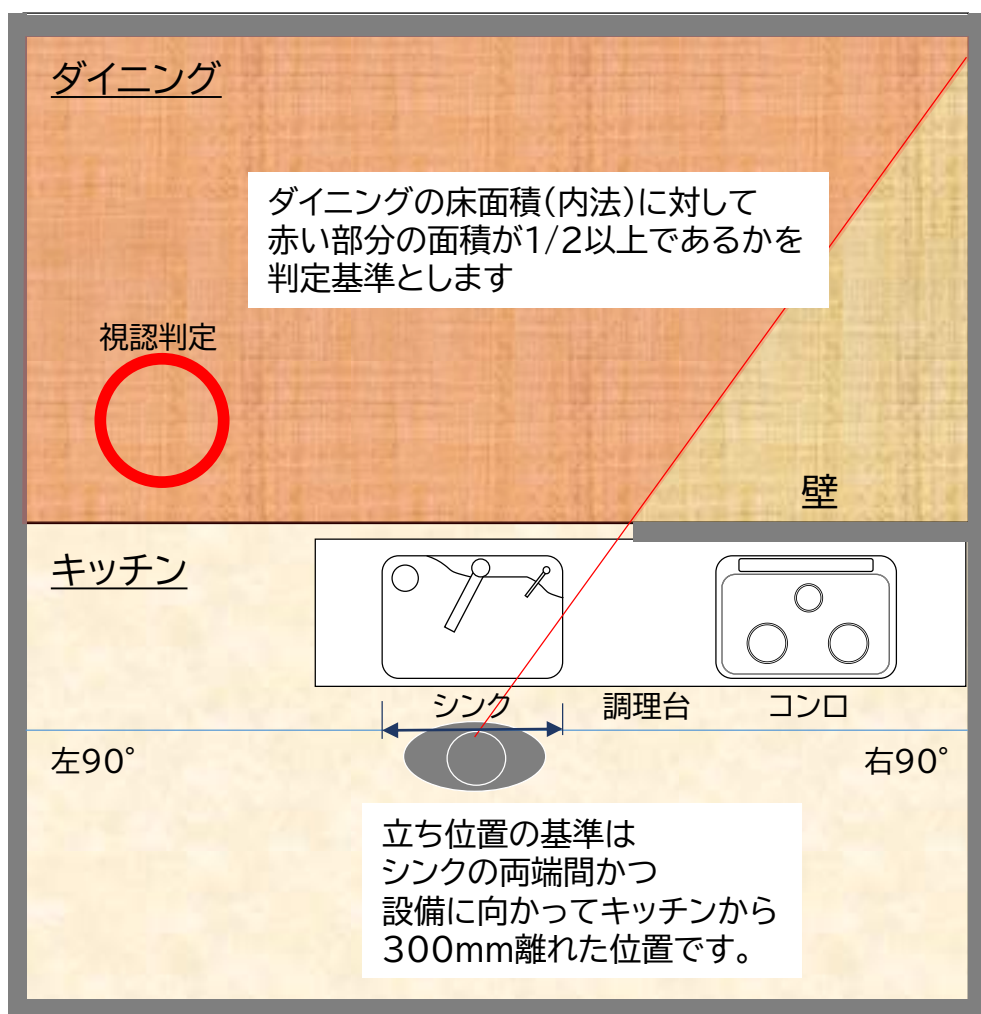 ダイニング
ダイニングの床面積(内法)に対して
赤い部分の面積が1/2以上であるかを
判定基準とします
視認判定
壁
キッチン
シンク
調理台
コンロ
左90°
右90°
立ち位置の基準は
シンクの両端間かつ
設備に向かってキッチンから
300mm離れた位置です。